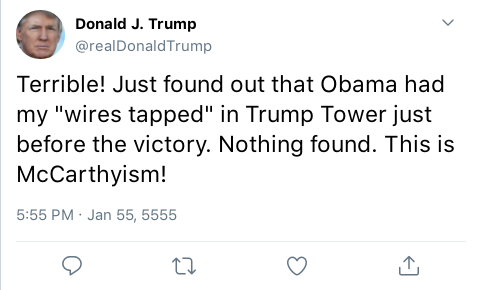 Donald J. Trump
@realDonaldTrump
Terrible! Just found out that Obama had
my "wires tapped" in Trump Tower just
before the victory. Nothing found. This is
McCarthyism!
5:55 PM · Jan 55, 5555